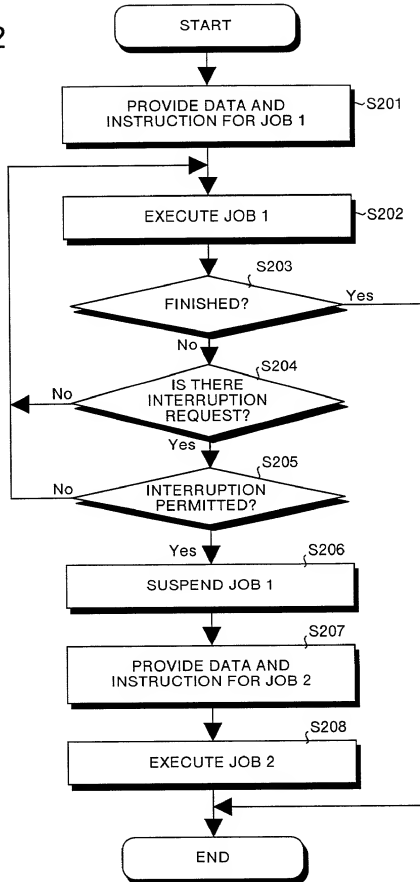 2
START
PROVIDE DATA AND
INSTRUCTION FOR JOB 1
S201
EXECUTE JOB 1
S202
S203
FINISHED?
Yes
No
S204
IS THERE
INTERRUPTION
REQUEST?
No
Yes
S205
INTERRUPTION
PERMITTED?
No
Yes
S206
SUSPEND JOB 1
S207
PROVIDE DATA AND
INSTRUCTION FOR JOB 2
S208
EXECUTE JOB 2
END